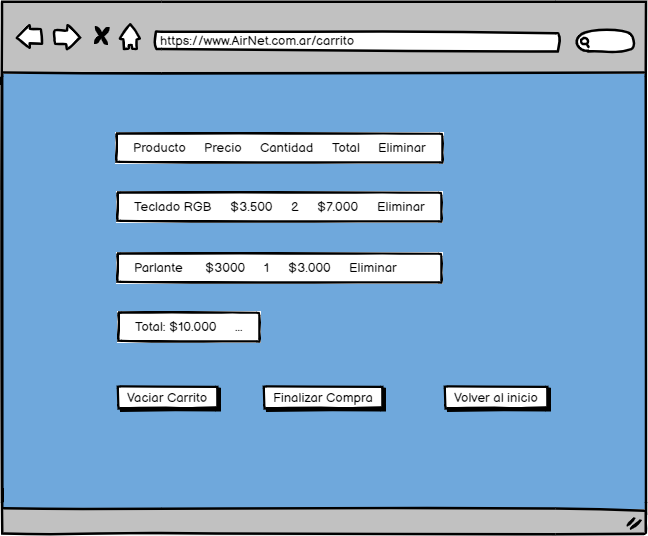 https://www.AirNet.com.ar/carrito
Producto Precio Cantidad Total Eliminar
Teclado RGB $3.500 2 $7.000 Eliminar
Parlante $3000 1 $3.000 Eliminar
Total: $10.000 ...
Vaciar Carrito Finalizar Compra Volver al inicio